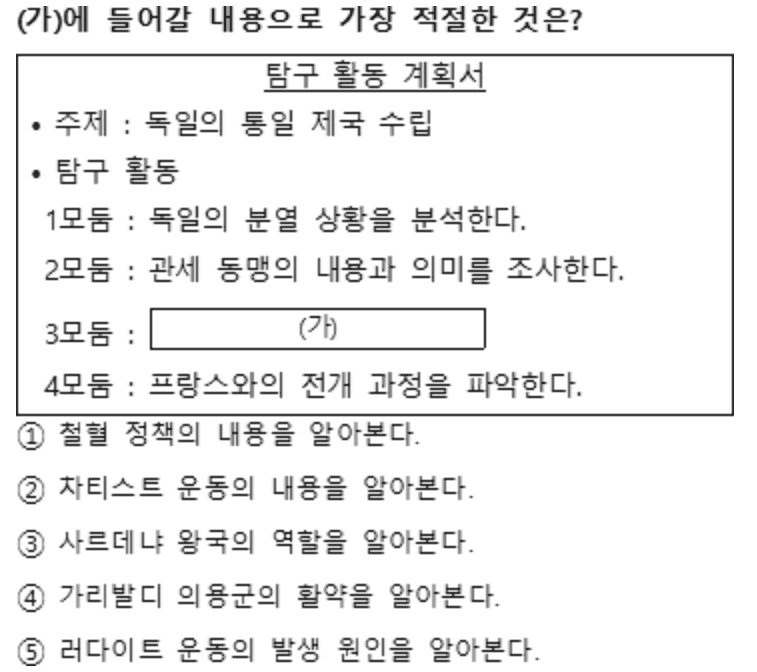 (가)에 들어갈 내용으로 가장 적절한 것은?
탐구 활동 계획서
• 주제 : 독일의 통일 제국 수립
• 탐구 활동
1모둠 : 독일의 분열 상황을 분석한다.
2모둠 : 관세 동맹의 내용과 의미를 조사한다.
3모둠 : (가)
4모둠 : 프랑스와의 전개 과정을 파악한다.
① 철혈 정책의 내용을 알아본다.
② 차티스트 운동의 내용을 알아본다.
③ 사르데냐 왕국의 역할을 알아본다.
④ 가리발디 의용군의 활약을 알아본다.
⑤ 러다이트 운동의 발생 원인을 알아본다.